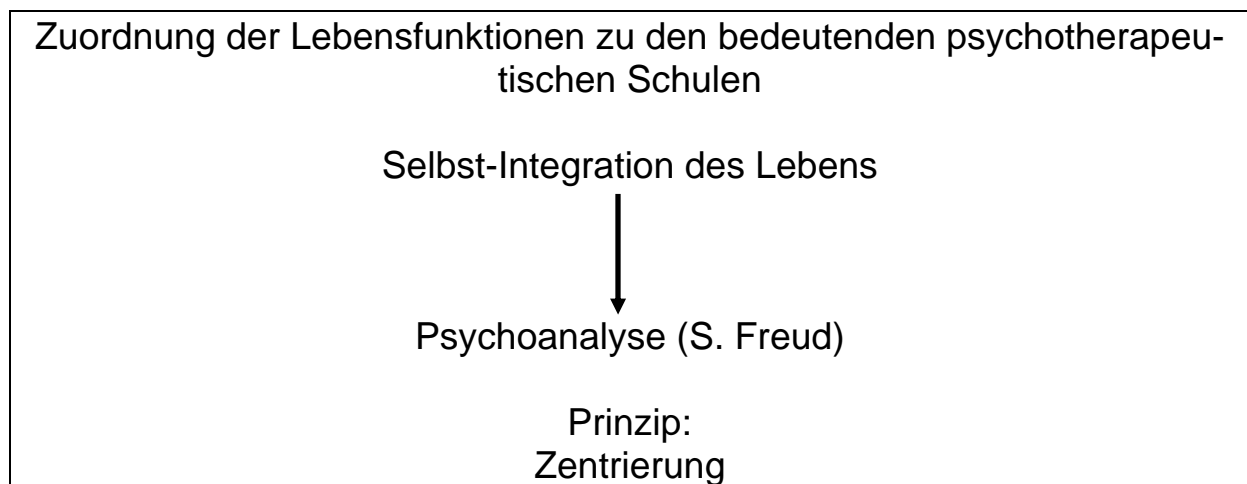 Zuordnung der Lebensfunktionen zu den bedeutenden psychotherapeu-
tischen Schulen
Selbst-Integration des Lebens
Psychoanalyse (S. Freud)
Prinzip:
Zentrierung